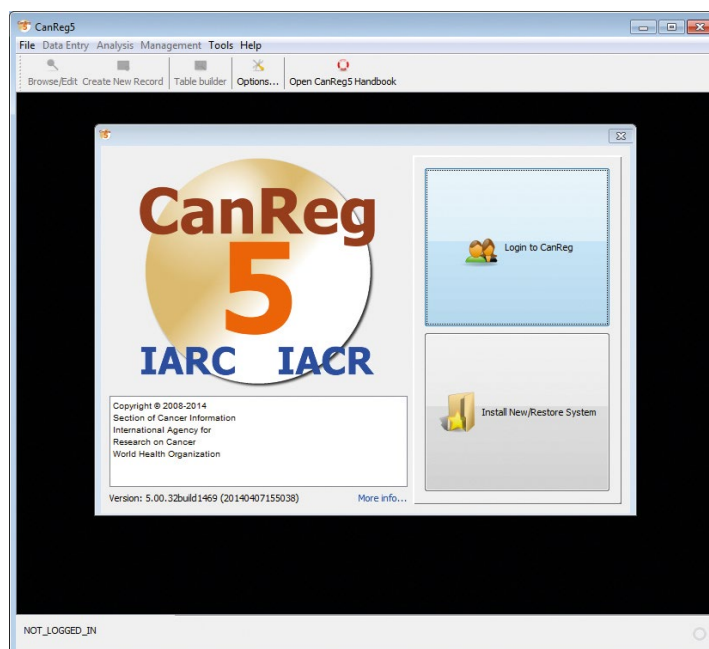 CanReg5
File Data Entry Analysis Management Tools Help
Browse/Edit Create New Record Table builder Options... Open CanReg5 Handbook
5
CanReg
5
IARC IACR
Login to CanReg
Install New/Restore System
Copyright © 2008-2014
Section of Cancer Information
International Agency for
Research on Cancer
World Health Organization
Version: 5.00.32build1469 (20140407155038) More info...
NOT_LOGGED_IN